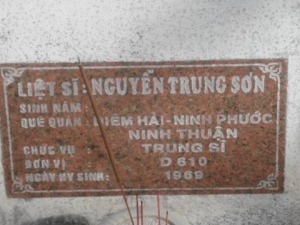 LIỆT SĨ : NGUYỄN TRUNG SƠN
SINH NĂM :
QUÊ QUÁN : DIÊM HẢI-NINH PHƯỚC
NINH THUẬN
CHỨC VỤ : TRUNG SĨ
ĐƠN VỊ : D 610
NGÀY HY SINH: 1969